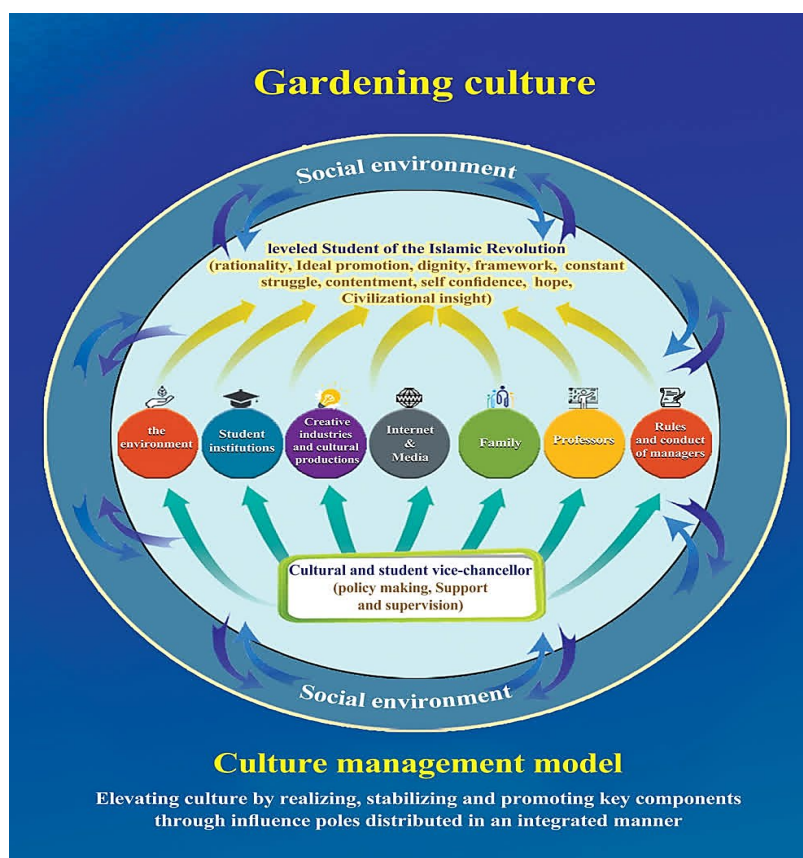 Gardening culture
Social environment
leveled Student of the Islamic Revolution
(rationality, Ideal promotion, dignity, framework, constant
struggle, contentment, self confidence, hope,
Civilizational insight)
the
environment
Student
institutions
Creative
industries
and cultural
productions
Internet
&
Media
Family
Professors
Rules
and conduct
of managers
Cultural and student vice-chancellor
(policy making, Support
and supervision)
Social environment
Culture management model
Elevating culture by realizing, stabilizing and promoting key components
through influence poles distributed in an integrated manner